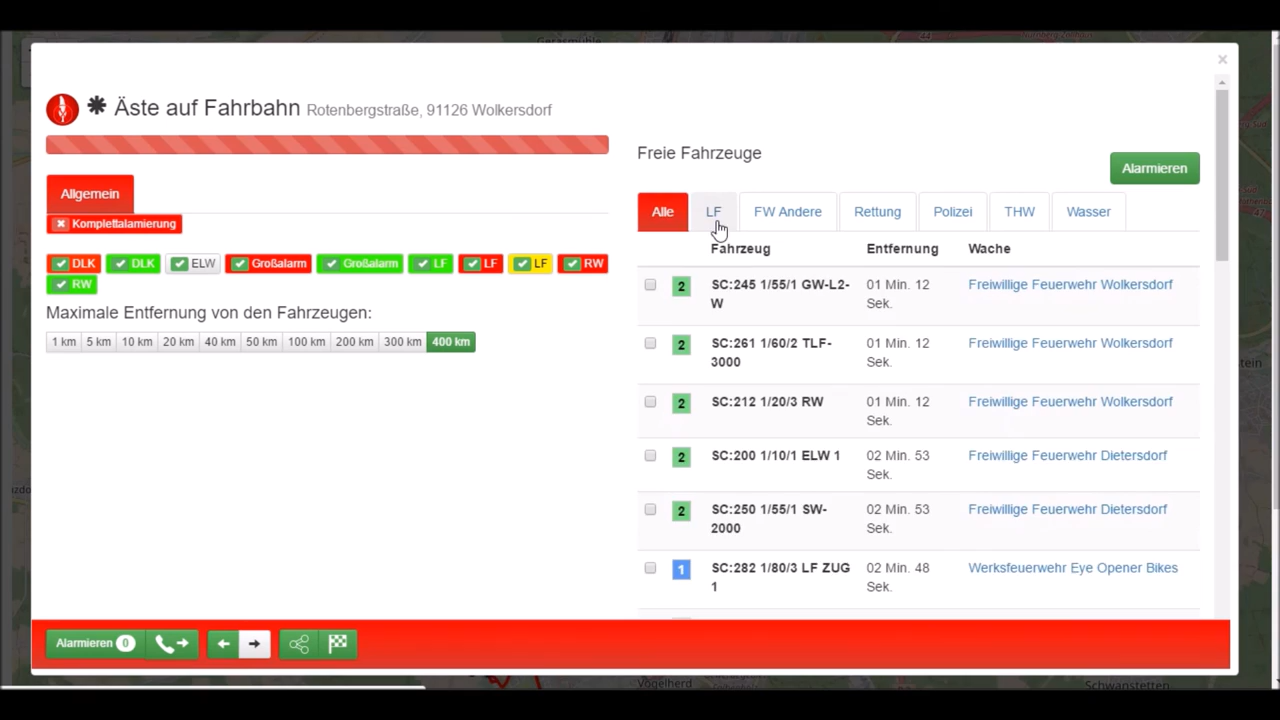 ×
Äste auf Fahrbahn Rotenbergstraße, 91126 Wolkersdorf
Allgemein
Komplettalamierung
DLK DLK ELW Großalarm Großalarm LF LF LF RW
RW
Maximale Entfernung von den Fahrzeugen:
1 km 5 km 10 km 20 km 40 km 50 km 100 km 200 km 300 km 400 km
Freie Fahrzeuge
Alarmieren
Alle LF FW Andere Rettung Polizei THW Wasser
Fahrzeug Entfernung Wache
2 SC:245 1/55/1 GW-L2- 01 Min. 12 Freiwillige Feuerwehr Wolkersdorf
W Sek.
2 SC:261 1/60/2 TLF- 01 Min. 12 Freiwillige Feuerwehr Wolkersdorf
3000 Sek.
2 SC:212 1/20/3 RW 01 Min. 12 Freiwillige Feuerwehr Wolkersdorf
Sek.
2 SC:200 1/10/1 ELW 1 02 Min. 53 Freiwillige Feuerwehr Dietersdorf
Sek.
2 SC:250 1/55/1 SW- 02 Min. 53 Freiwillige Feuerwehr Dietersdorf
2000 Sek.
1 SC:282 1/80/3 LF ZUG 02 Min. 48 Werksfeuerwehr Eye Opener Bikes
1 Sek.
Alarmieren 0
Vogelherd
Schwanstetten